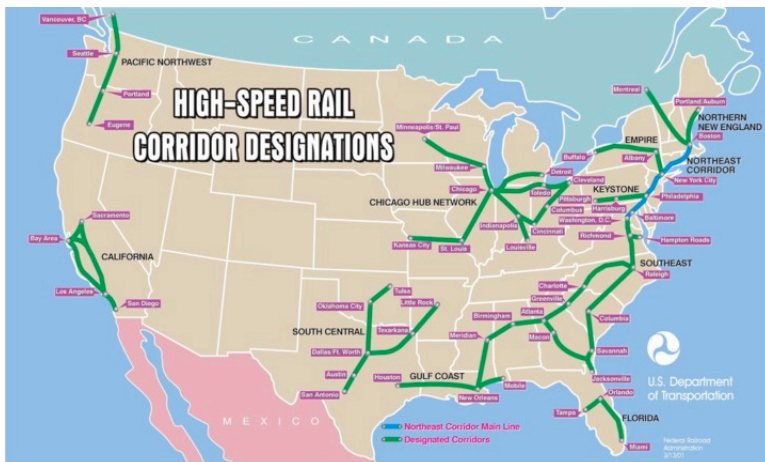 Vancouver, BC
CANADA
Seattle
PACIFIC NORTHWEST
Portland
Eugene
HIGH-SPEED RAIL
CORRIDOR DESIGNATIONS
Montreal
Portland/Auburn
NORTHERN
NEW ENGLAND
Boston
Minneapolis/St. Paul
EMPIRE
Buffalo
Albany
NORTHEAST
CORRIDOR
Milwaukee
Detroit
Cleveland
New York City
Chicago
Toledo
KEYSTONE
Philadelphia
CHICAGO HUB NETWORK
Pittsburgh
Harrisburg
Columbus
Washington, D.C.
Baltimore
Indianapolis
Cincinnati
Richmond
Hampton Roads
Kansas City
St. Louis
Louisville
Sacramento
Bay Area
CALIFORNIA
SOUTHEAST
Raleigh
Los Angeles
San Diego
Tulsa
Charlotte
Oklahoma City
Little Rock
Greenville
Birmingham
Atlanta
Columbia
SOUTH CENTRAL
Texarkana
Meridian
Macon
Dallas/Ft. Worth
Savannah
Austin
Houston
GULF COAST
Mobile
Jacksonville
San Antonio
New Orleans
Orlando
U.S. Department
of Transportation
Tampa
FLORIDA
MEXICO
Northeast Corridor Main Line
Designated Corridors
Miami
Federal Railroad
Administration
3/13/01